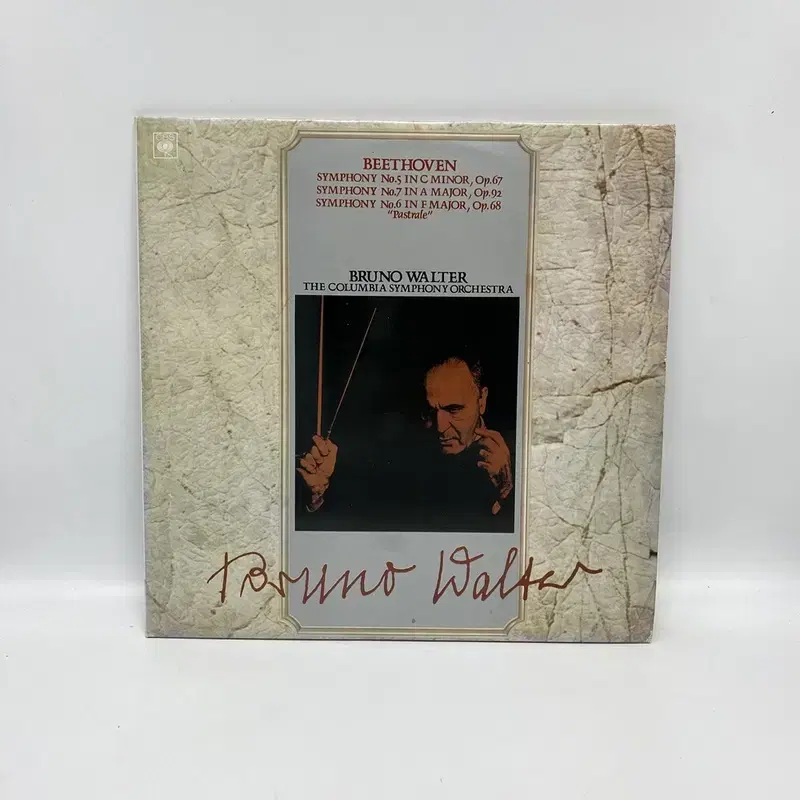 CBS
BEETHOVEN
SYMPHONY No.5 IN C MINOR, Op.67
SYMPHONY No.7 IN A MAJOR, Op.92
SYMPHONY No.6 IN F MAJOR, Op.68
"Pastrale"
BRUNO WALTER
THE COLUMBIA SYMPHONY ORCHESTRA
Bruno Walter